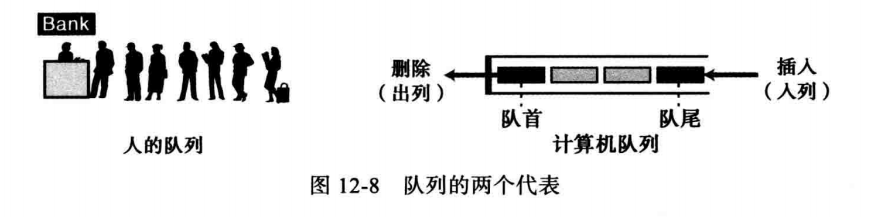 Bank
人的队列
删除
（出列）
队首
队尾
插入
（入列）
计算机队列
图 12-8 队列的两个代表